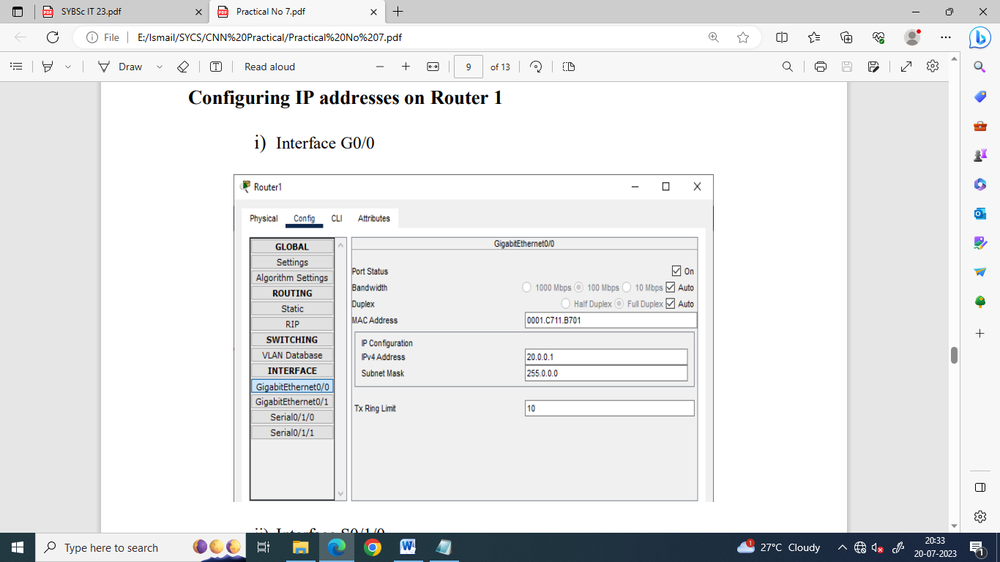 SYBSc IT 23.pdf
Practical No 7.pdf
File
E:/Ismail/SYCS/CNN%20Practical/Practical%20No%207.pdf
Draw
Read aloud
9
of 13
Configuring IP addresses on Router 1
i) Interface G0/0
Router1
Physical Config CLI Attributes
GLOBAL
Settings
Algorithm Settings
ROUTING
Static
RIP
SWITCHING
VLAN Database
INTERFACE
GigabitEthernet0/0
GigabitEthernet0/1
Serial0/1/0
Serial0/1/1
GigabitEthernet0/0
Port Status On
Bandwidth 1000 Mbps 100 Mbps 10 Mbps Auto
Duplex Half Duplex Full Duplex Auto
MAC Address 0001.C711.B701
IP Configuration
IPv4 Address 20.0.0.1
Subnet Mask 255.0.0.0
Tx Ring Limit 10
ii) Interface S0/1/0
Type here to search
1
27°C Cloudy
20:33
20-07-2023
1